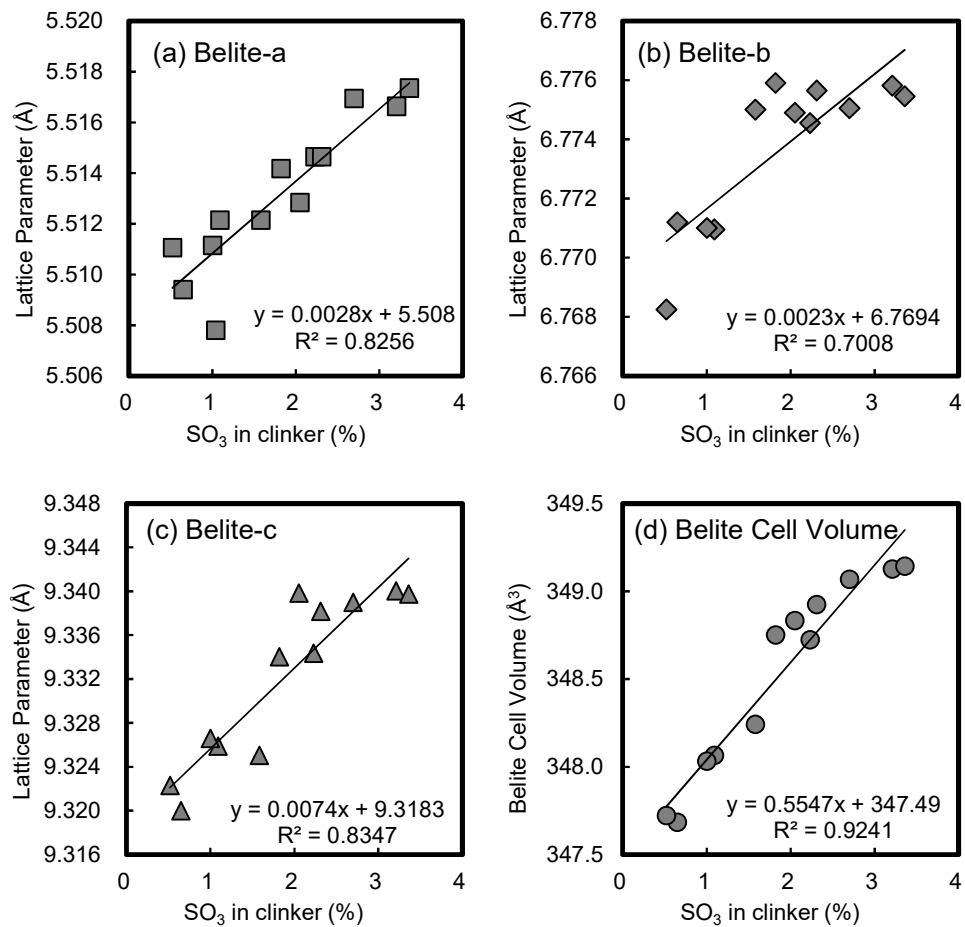 (a) Belite-a
Lattice Parameter (Å)
5.520
5.518
5.516
5.514
5.512
5.510
5.508
5.506
y = 0.0028x + 5.508
R² = 0.8256
0 1 2 3 4
SO₃ in clinker (%)
(b) Belite-b
Lattice Parameter (Å)
6.778
6.776
6.774
6.772
6.770
6.768
6.766
y = 0.0023x + 6.7694
R² = 0.7008
0 1 2 3 4
SO₃ in clinker (%)
(c) Belite-c
Lattice Parameter (Å)
9.348
9.344
9.340
9.336
9.332
9.328
9.324
9.320
9.316
y = 0.0074x + 9.3183
R² = 0.8347
0 1 2 3 4
SO₃ in clinker (%)
(d) Belite Cell Volume
Belite Cell Volume (Å³)
349.5
349.0
348.5
348.0
347.5
y = 0.5547x + 347.49
R² = 0.9241
0 1 2 3 4
SO₃ in clinker (%)